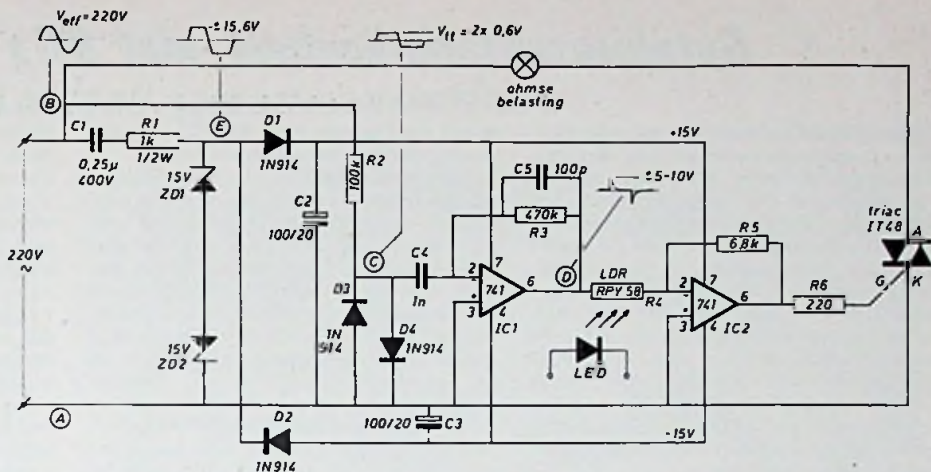 Veff = 220V
±15,6V
Vtt = 2x 0,6V
B
E
ohmse
belasting
C1
0,25µ
400V
R1
1k
1/2W
D1
1N914
+15V
R2
100k
C5
100p
±5-10V
15V
ZD1
C2
100/20
470k
R3
triac
IT48
A
G
K
220V
~
C
C4
1n
2
7
741
6
3
4
IC1
D
LDR
RPY 58
R4
R5
6,8k
2
7
741
6
3
4
IC2
R6
220
D3
1N
914
D4
1N914
LED
15V
ZD2
A
D2
1N914
100/20
C3
-15V